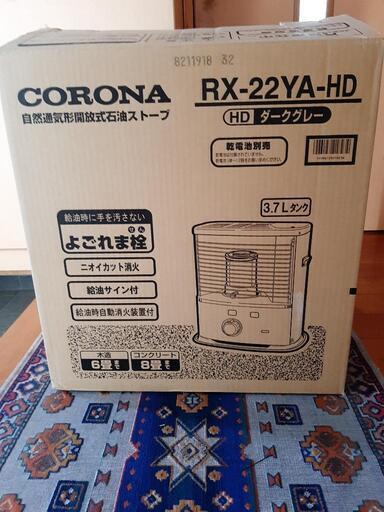 8211918 32
CORONA
RX-22YA-HD
自然通気形開放式石油ストーブ
HD ダークグレー
乾電池別売
3.7Lタンク
給油時に手を汚さない
よごれま栓
せん
ニオイカット消火
給油サイン付
給油時自動消火装置付
木造
6畳まで
コンクリート
8畳まで